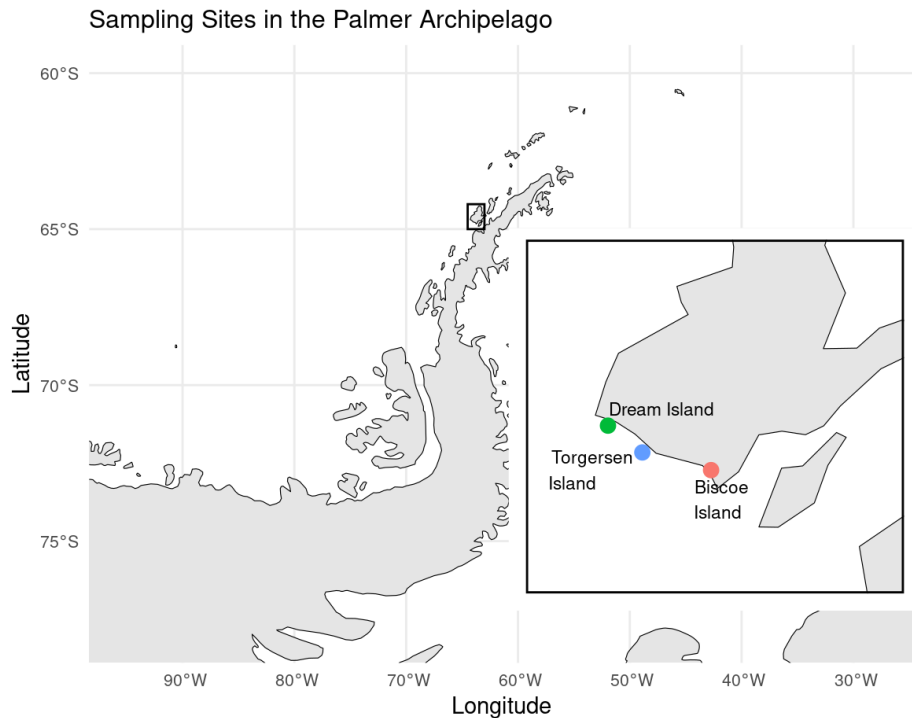 Sampling Sites in the Palmer Archipelago
60°S
65°S
70°S
75°S
Latitude
Dream Island
Torgersen
Island
Biscoe
Island
90°W
80°W
70°W
60°W
50°W
40°W
30°W
Longitude